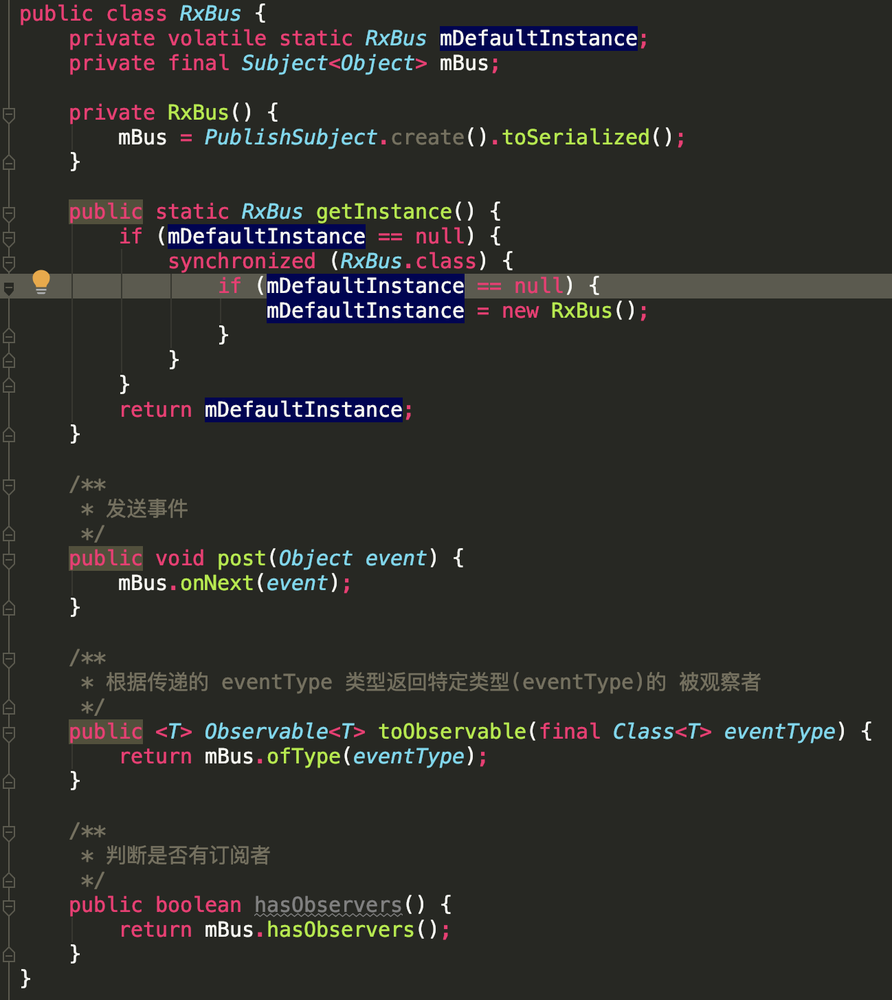 public class RxBus {
    private volatile static RxBus mDefaultInstance;
    private final Subject<Object> mBus;

    private RxBus() {
        mBus = PublishSubject.create().toSerialized();
    }

    public static RxBus getInstance() {
        if (mDefaultInstance == null) {
            synchronized (RxBus.class) {
                if (mDefaultInstance == null) {
                    mDefaultInstance = new RxBus();
                }
            }
        }
        return mDefaultInstance;
    }

    /**
     * 发送事件
     */
    public void post(Object event) {
        mBus.onNext(event);
    }

    /**
     * 根据传递的 eventType 类型返回特定类型(eventType)的 被观察者
     */
    public <T> Observable<T> toObservable(final Class<T> eventType) {
        return mBus.ofType(eventType);
    }

    /**
     * 判断是否有订阅者
     */
    public boolean hasObservers() {
        return mBus.hasObservers();
    }
}